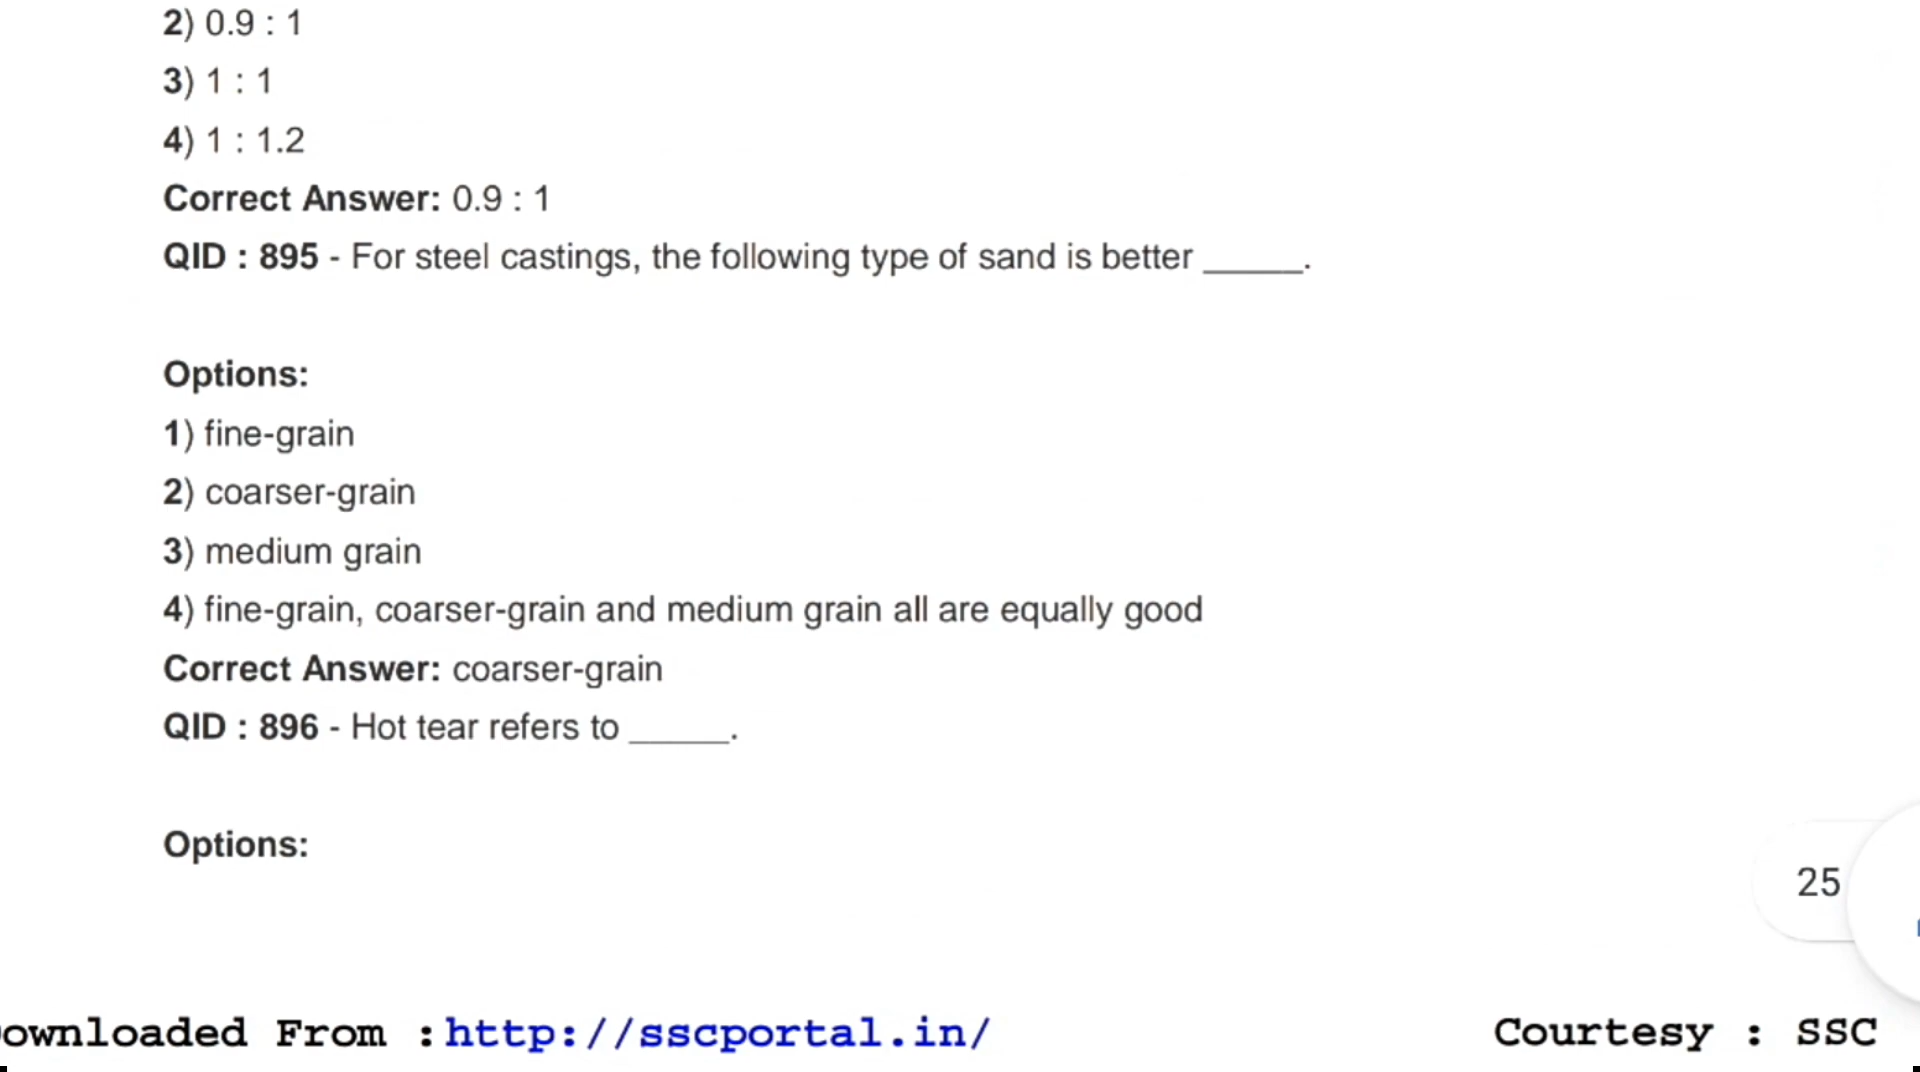 2) 0.9 : 1
3) 1 : 1
4) 1 : 1.2
Correct Answer: 0.9 : 1
QID : 895 - For steel castings, the following type of sand is better _____.
Options:
1) fine-grain
2) coarser-grain
3) medium grain
4) fine-grain, coarser-grain and medium grain all are equally good
Correct Answer: coarser-grain
QID : 896 - Hot tear refers to _____.
Options:
25
ownloaded From :http://sscportal.in/
Courtesy : SSC